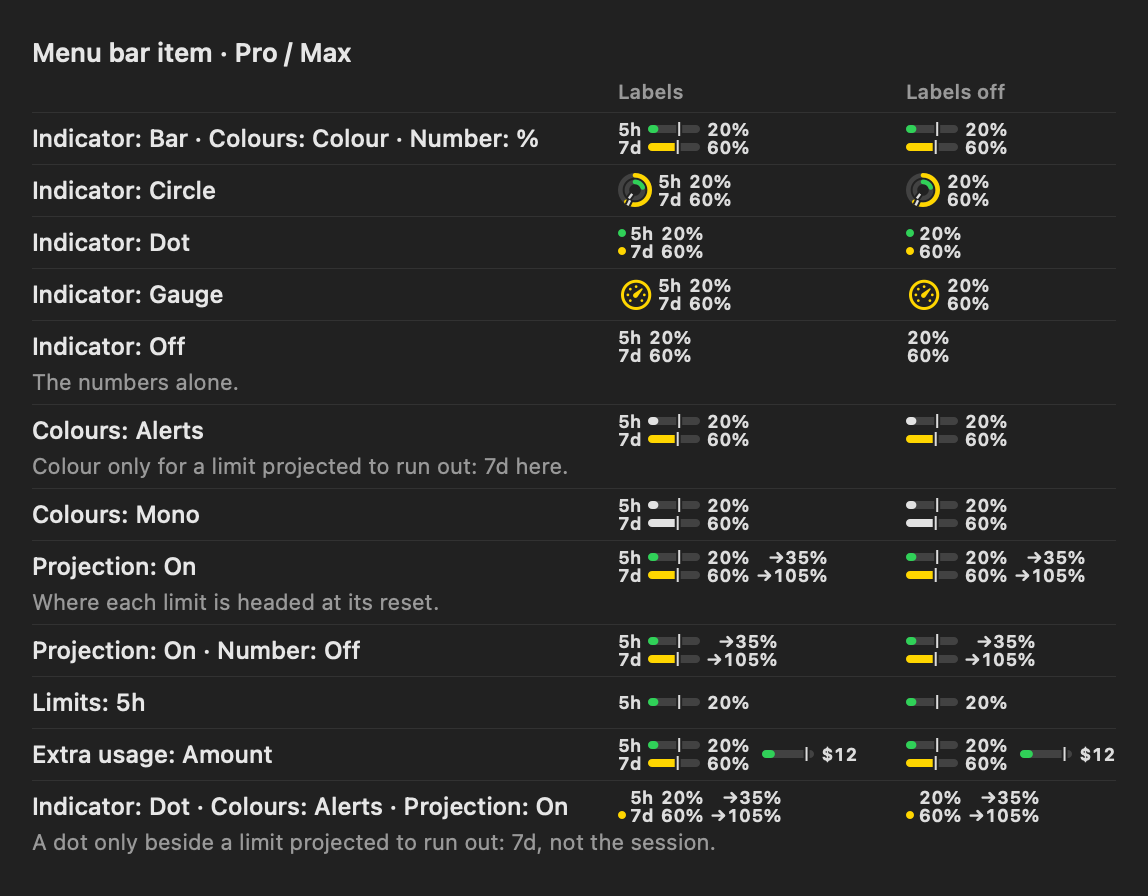 Menu bar item · Pro / Max
Labels Labels off
Indicator: Bar · Colours: Colour · Number: % 5h 20% 20%
7d 60% 60%
Indicator: Circle 5h 20% 20%
7d 60% 60%
Indicator: Dot 5h 20% 20%
7d 60% 60%
Indicator: Gauge 5h 20% 20%
7d 60% 60%
Indicator: Off 5h 20% 20%
7d 60% 60%
The numbers alone.
Colours: Alerts 5h 20% 20%
7d 60% 60%
Colour only for a limit projected to run out: 7d here.
Colours: Mono 5h 20% 20%
7d 60% 60%
Projection: On 5h 20% →35% 20% →35%
7d 60% →105% 60% →105%
Where each limit is headed at its reset.
Projection: On · Number: Off 5h →35% →35%
7d →105% →105%
Limits: 5h 5h 20% 20%
Extra usage: Amount 5h 20% $12 20% $12
7d 60% 60%
Indicator: Dot · Colours: Alerts · Projection: On 5h 20% →35% 20% →35%
7d 60% →105% 60% →105%
A dot only beside a limit projected to run out: 7d, not the session.